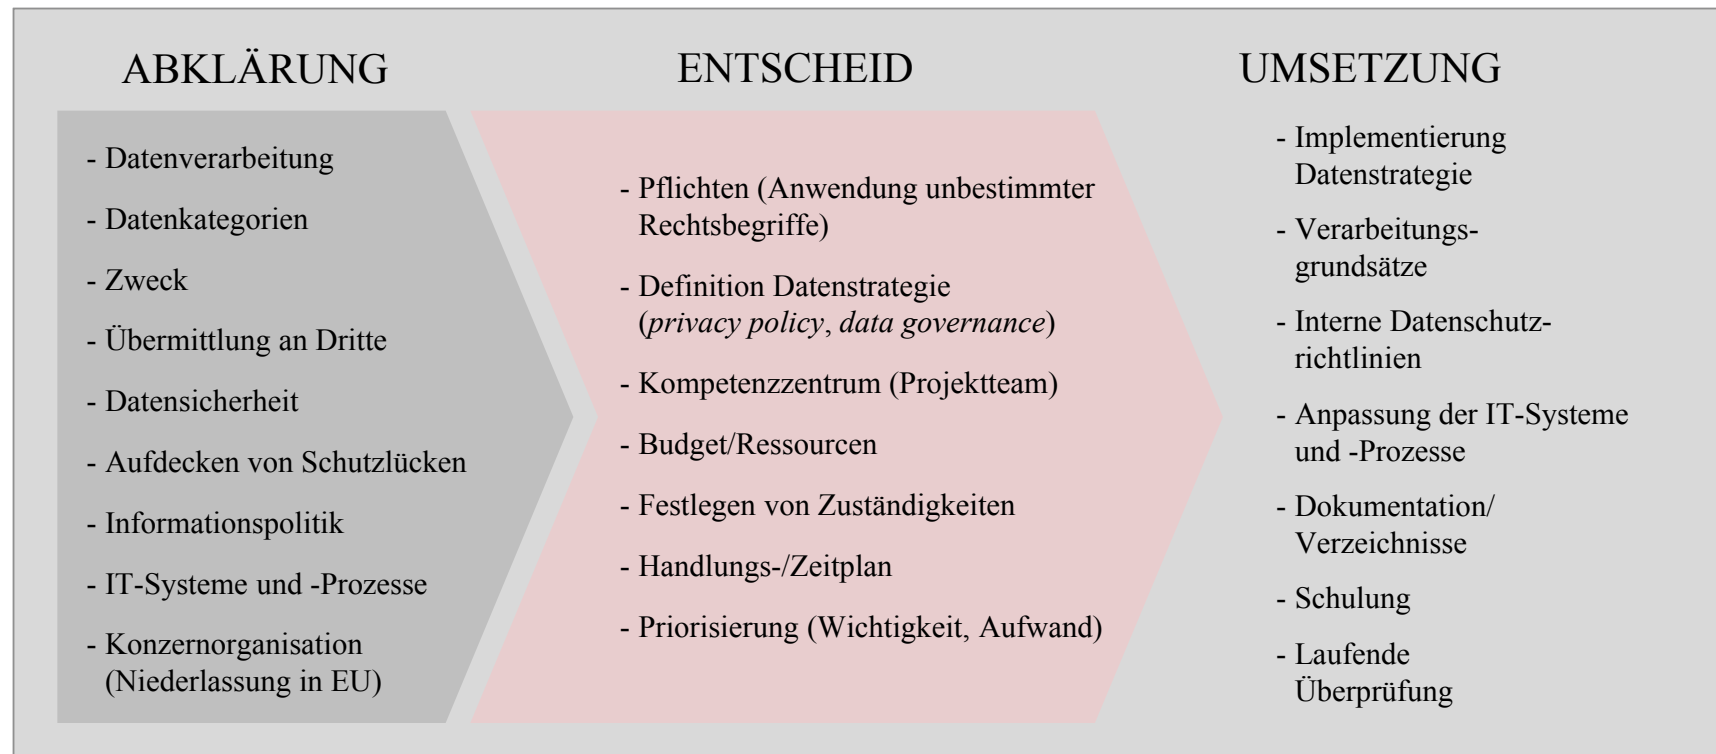 ABKLÄRUNG
- Datenverarbeitung
- Datenkategorien
- Zweck
- Übermittlung an Dritte
- Datensicherheit
- Aufdecken von Schutzlücken
- Informationspolitik
- IT-Systeme und -Prozesse
- Konzernorganisation
(Niederlassung in EU)
ENTSCHEID
- Pflichten (Anwendung unbestimmter
Rechtsbegriffe)
- Definition Datenstrategie
(privacy policy, data governance)
- Kompetenzzentrum (Projektteam)
- Budget/Ressourcen
- Festlegen von Zuständigkeiten
- Handlungs-/Zeitplan
- Priorisierung (Wichtigkeit, Aufwand)
UMSETZUNG
- Implementierung
Datenstrategie
- Verarbeitungs-
grundsätze
- Interne Datenschutz-
richtlinien
- Anpassung der IT-Systeme
und -Prozesse
- Dokumentation/
Verzeichnisse
- Schulung
- Laufende
Überprüfung